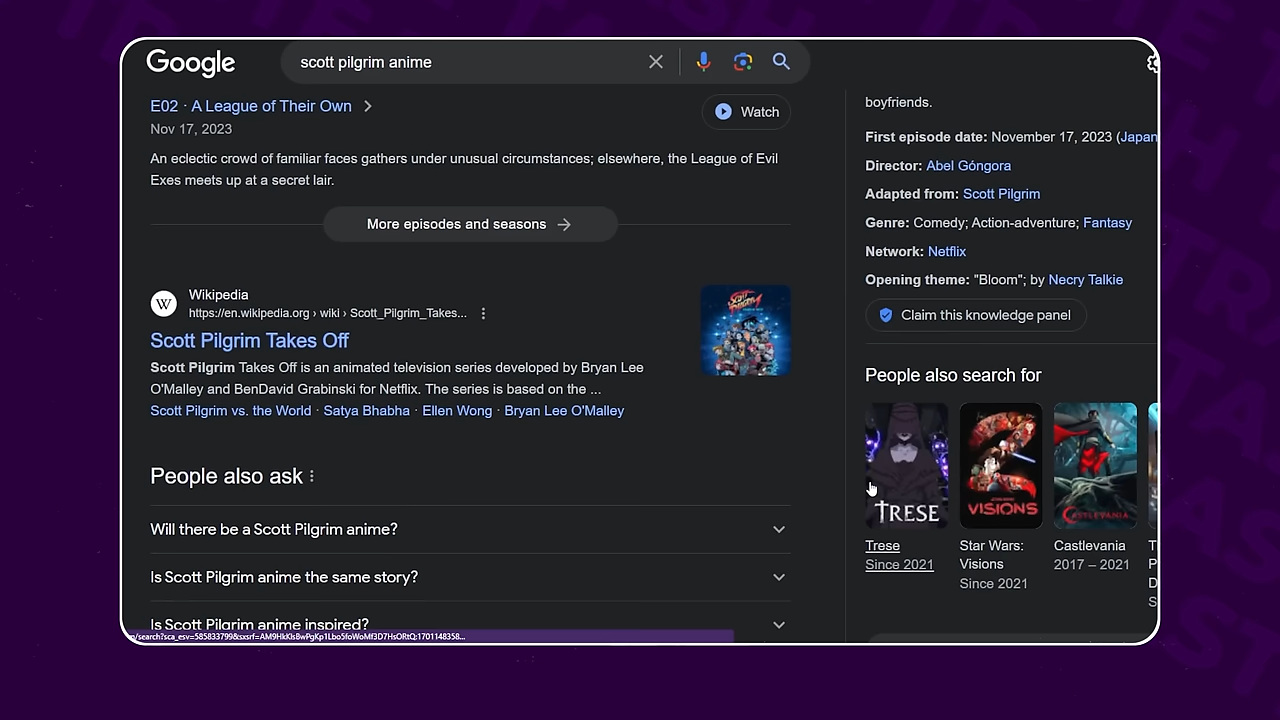 Google
scott pilgrim anime
E02 · A League of Their Own
Watch
Nov 17, 2023
An eclectic crowd of familiar faces gathers under unusual circumstances; elsewhere, the League of Evil
Exes meets up at a secret lair.
More episodes and seasons
Wikipedia
https://en.wikipedia.org › wiki › Scott_Pilgrim_Takes...
Scott Pilgrim Takes Off
Scott Pilgrim Takes Off is an animated television series developed by Bryan Lee
O'Malley and BenDavid Grabinski for Netflix. The series is based on the ...
Scott Pilgrim vs. the World · Satya Bhabha · Ellen Wong · Bryan Lee O'Malley
People also ask
Will there be a Scott Pilgrim anime?
Is Scott Pilgrim anime the same story?
Is Scott Pilgrim anime inspired?
boyfriends.
First episode date: November 17, 2023 (Japan
Director: Abel Góngora
Adapted from: Scott Pilgrim
Genre: Comedy; Action-adventure; Fantasy
Network: Netflix
Opening theme: "Bloom"; by Necry Talkie
Claim this knowledge panel
People also search for
TRESE
VISIONS
CASTLEVANIA
Trese
Since 2021
Star Wars:
Visions
Since 2021
Castlevania
2017 – 2021
T
P
D
S